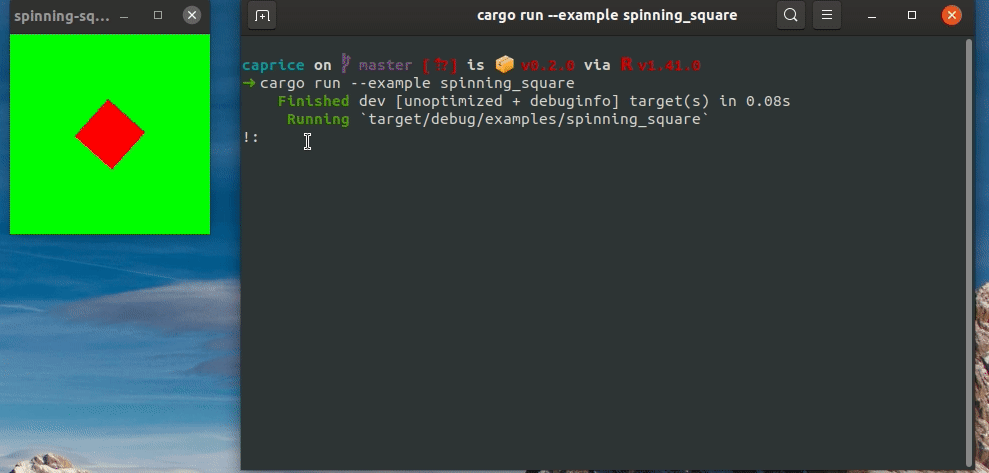 spinning-sq...
cargo run --example spinning_square
caprice on master [⇡?] is 📦 v0.2.0 via R v1.41.0
➜ cargo run --example spinning_square
Finished dev [unoptimized + debuginfo] target(s) in 0.08s
Running `target/debug/examples/spinning_square`
!: